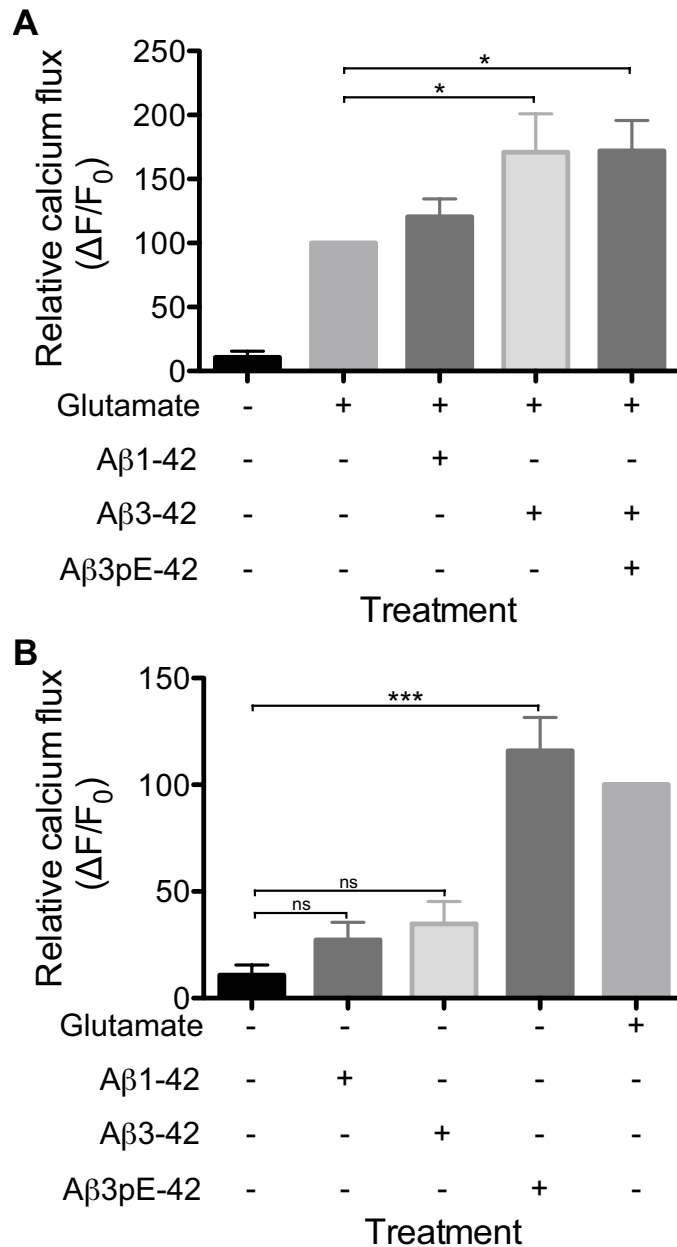 A
Relative calcium flux
(ΔF/F0)
250
200
150
100
50
0
*
*
Glutamate - + + + +
Aβ1-42 - - + - -
Aβ3-42 - - - + +
Aβ3pE-42 - - - - +
Treatment
B
Relative calcium flux
(ΔF/F0)
150
100
50
0
***
ns
ns
Glutamate - - - - +
Aβ1-42 - + - - -
Aβ3-42 - - + - -
Aβ3pE-42 - - - + -
Treatment